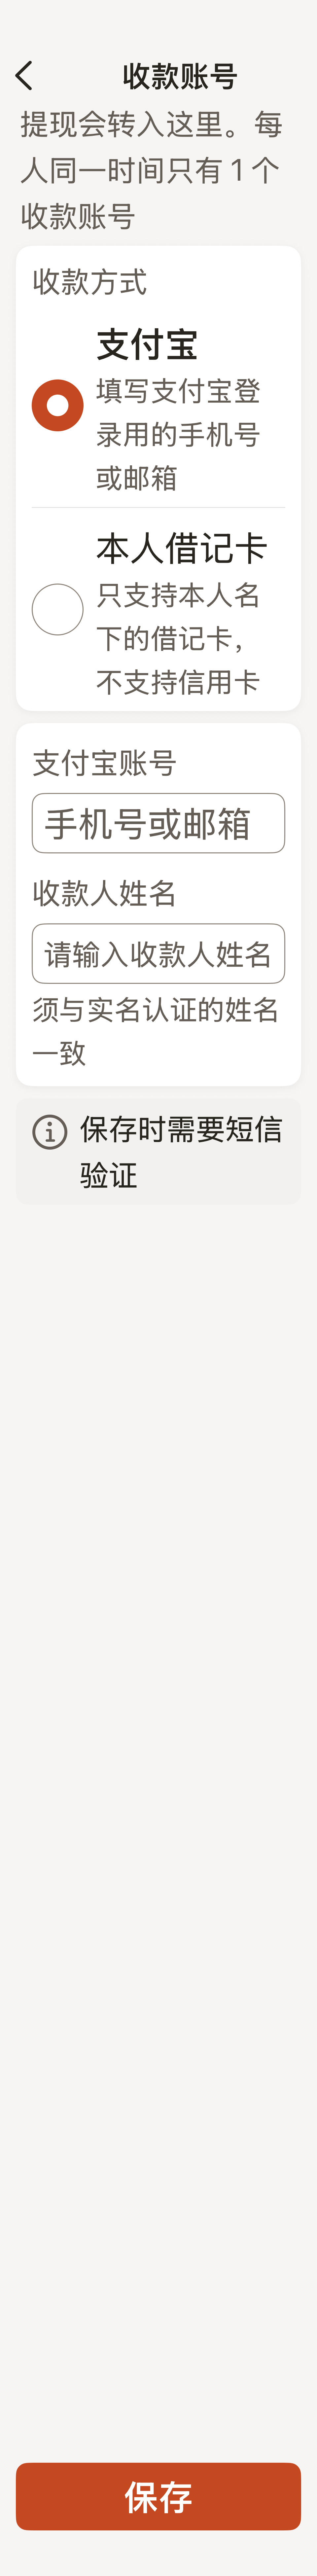 收款账号
提现会转入这里。每
人同一时间只有 1 个
收款账号
收款方式
支付宝
填写支付宝登
录用的手机号
或邮箱
本人借记卡
只支持本人名
下的借记卡，
不支持信用卡
支付宝账号
手机号或邮箱
收款人姓名
请输入收款人姓名
须与实名认证的姓名
一致
保存时需要短信
验证
保存